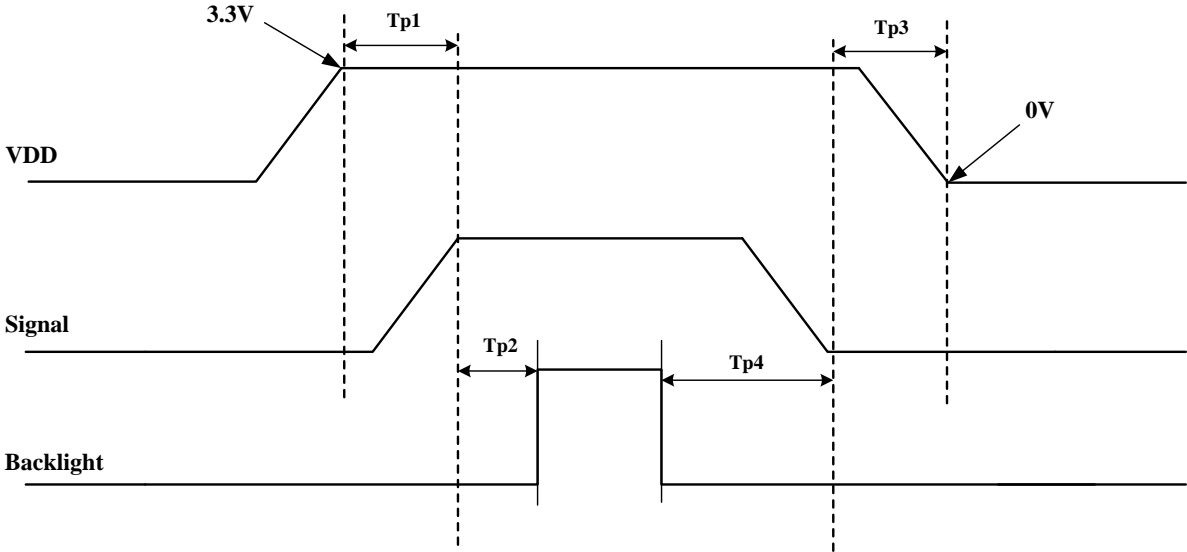 3.3V
Tp1
Tp3
0V
VDD
Signal
Tp2
Tp4
Backlight